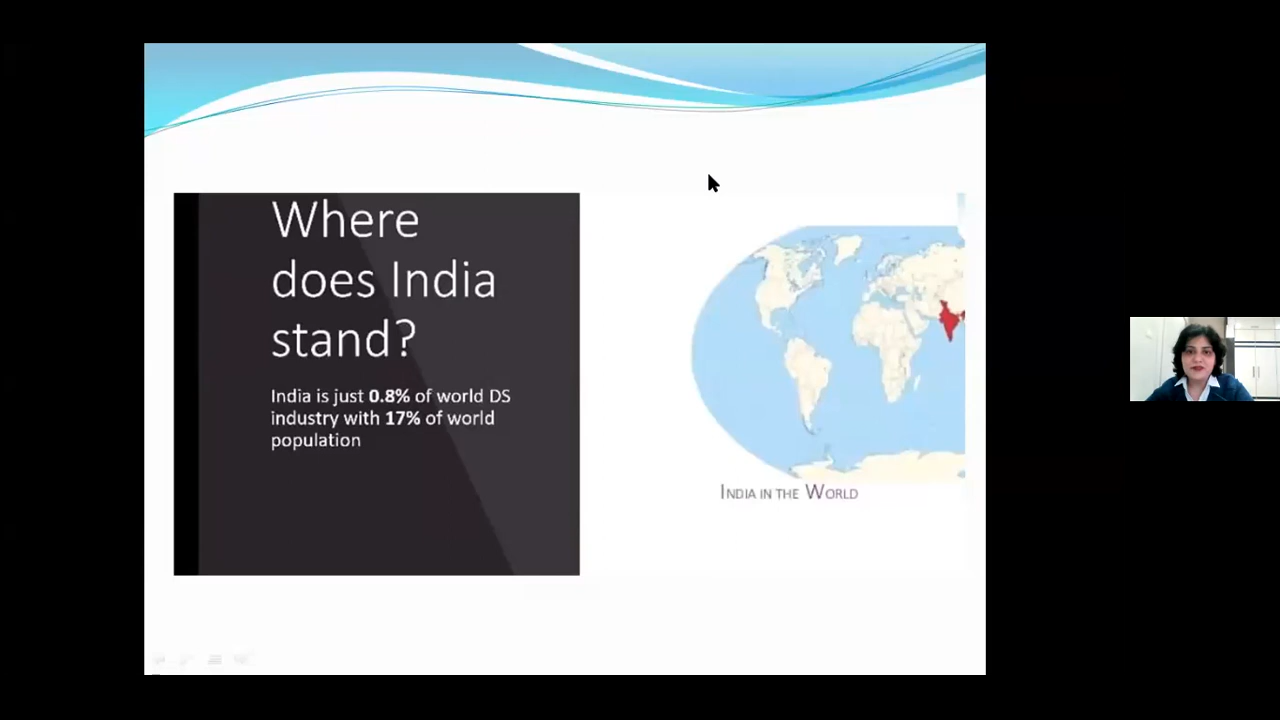 Where
does India
stand?
India is just 0.8% of world DS
industry with 17% of world
population
INDIA IN THE WORLD